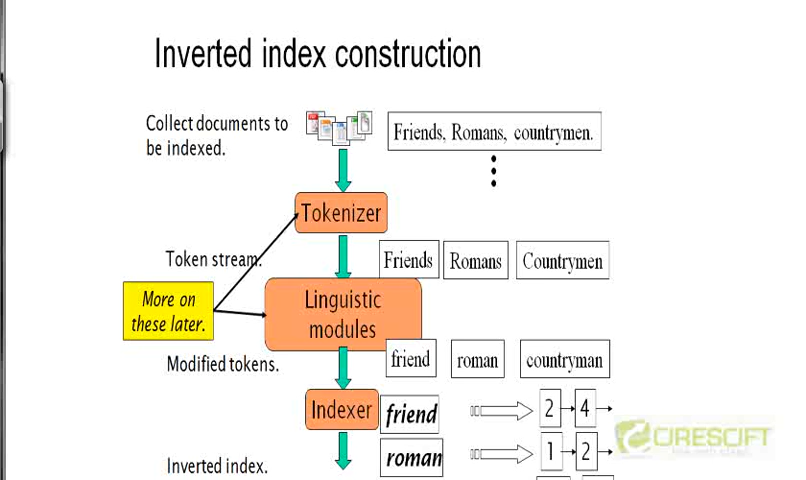 Inverted index construction
Collect documents to
be indexed.
Friends, Romans, countrymen.
Tokenizer
Token stream.
Friends Romans Countrymen
More on
these later.
Linguistic
modules
Modified tokens.
friend roman countryman
Indexer
friend
2 4
roman
1 2
Inverted index.